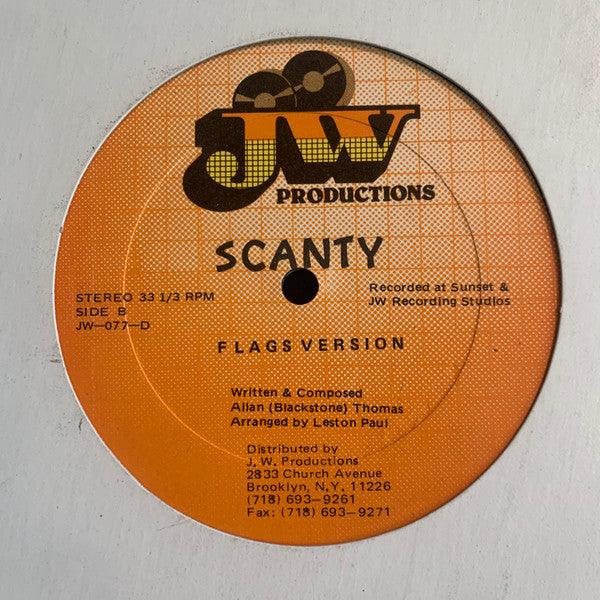 JW
PRODUCTIONS
SCANTY
STEREO 33 1/3 RPM
SIDE B
JW-077-D
Recorded at Sunset &
JW Recording Studios
FLAGS VERSION
Written & Composed
Allan (Blackstone) Thomas
Arranged by Leston Paul
Distributed by
J. W. Productions
2833 Church Avenue
Brooklyn, N.Y. 11226
(718) 693-9261
Fax: (718) 693-9271